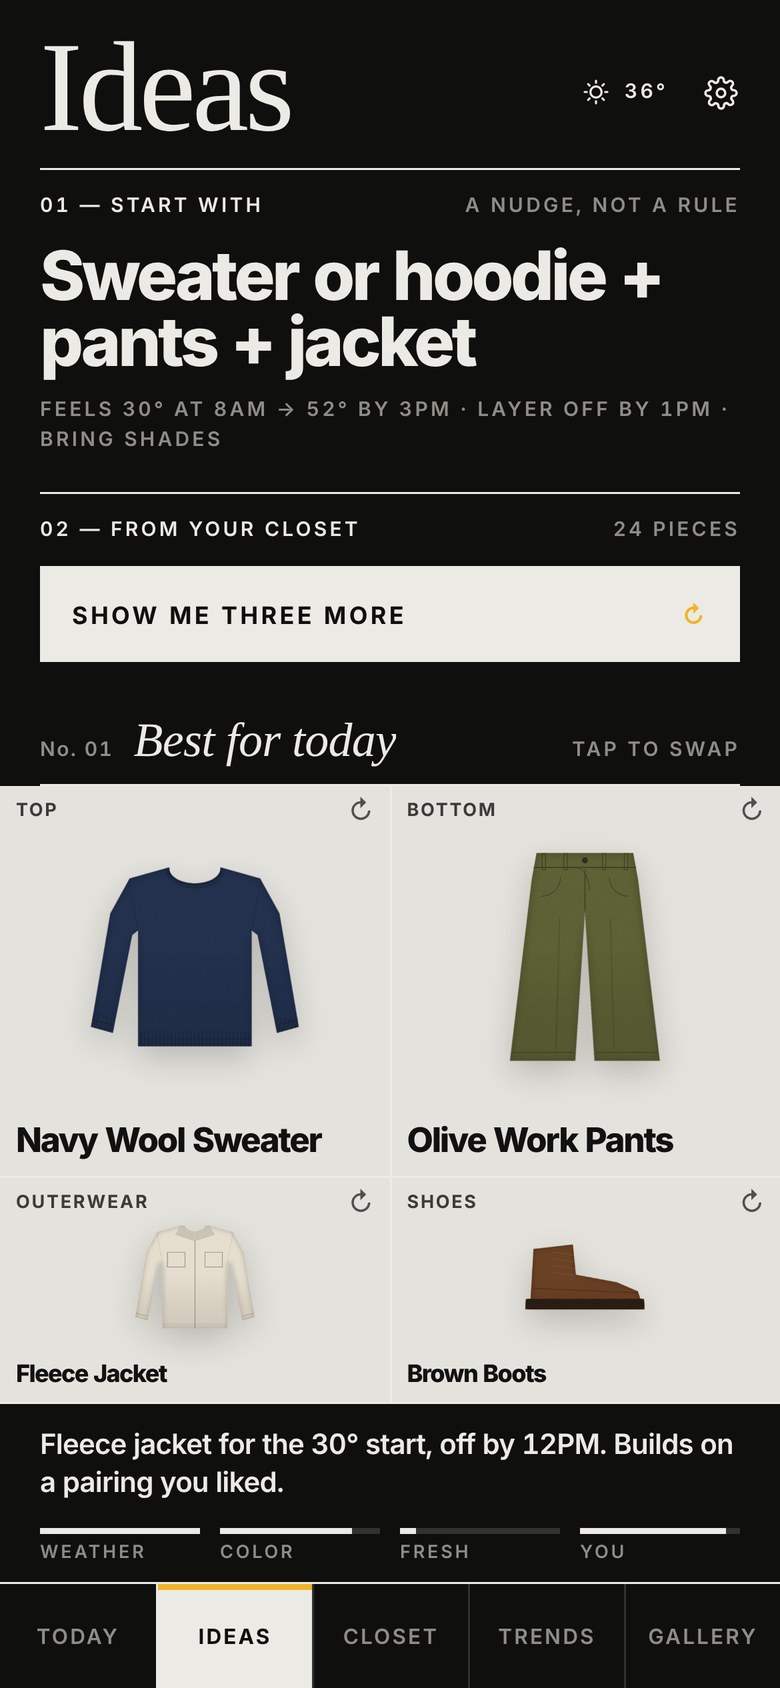 Ideas
36°
01 — START WITH
A NUDGE, NOT A RULE
Sweater or hoodie +
pants + jacket
FEELS 30° AT 8AM → 52° BY 3PM · LAYER OFF BY 1PM ·
BRING SHADES
02 — FROM YOUR CLOSET
24 PIECES
SHOW ME THREE MORE
No. 01
Best for today
TAP TO SWAP
TOP
BOTTOM
Navy Wool Sweater
Olive Work Pants
OUTERWEAR
SHOES
Fleece Jacket
Brown Boots
Fleece jacket for the 30° start, off by 12PM. Builds on
a pairing you liked.
WEATHER
COLOR
FRESH
YOU
TODAY
IDEAS
CLOSET
TRENDS
GALLERY